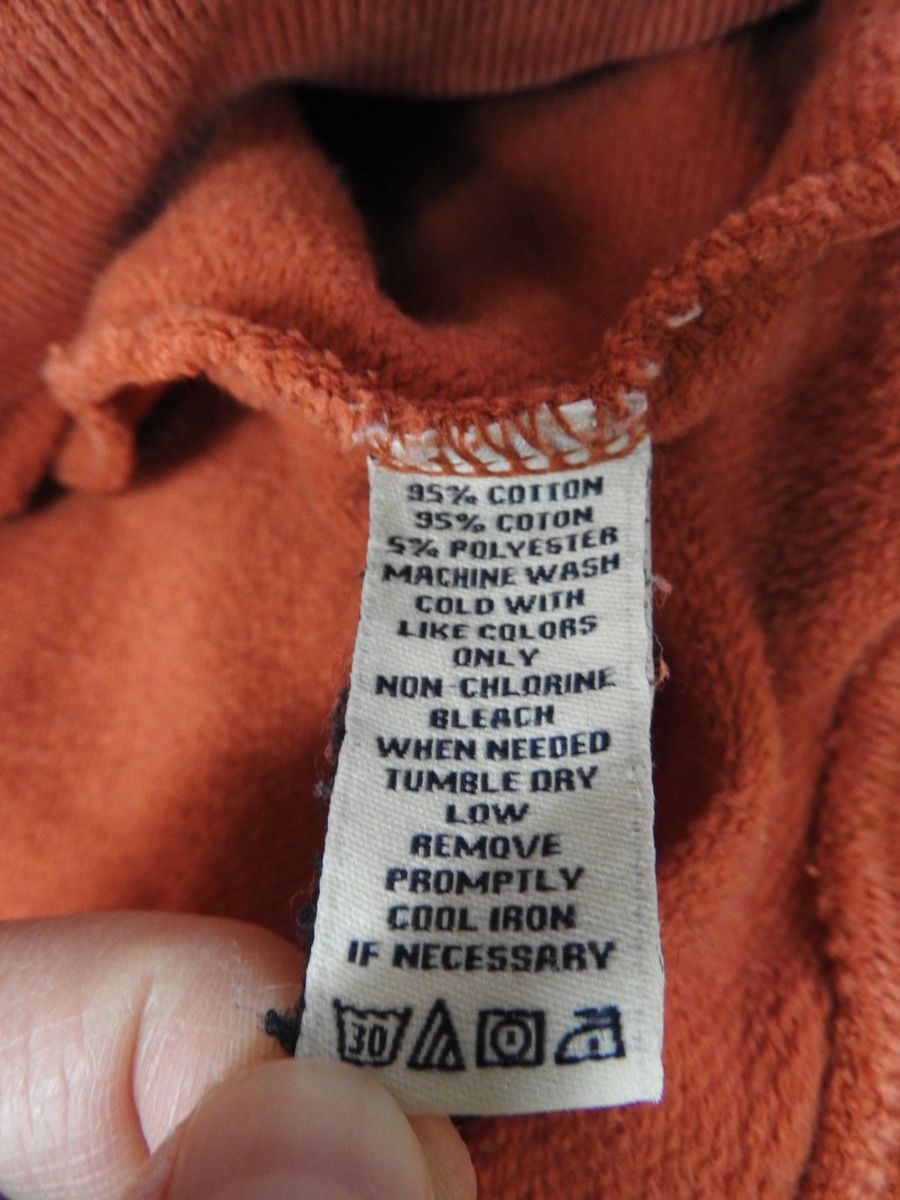 95% COTTON
95% COTON
5% POLYESTER
MACHINE WASH
COLD WITH
LIKE COLORS
ONLY
NON-CHLORINE
BLEACH
WHEN NEEDED
TUMBLE DRY
LOW
REMOVE
PROMPTLY
COOL IRON
IF NECESSARY
30